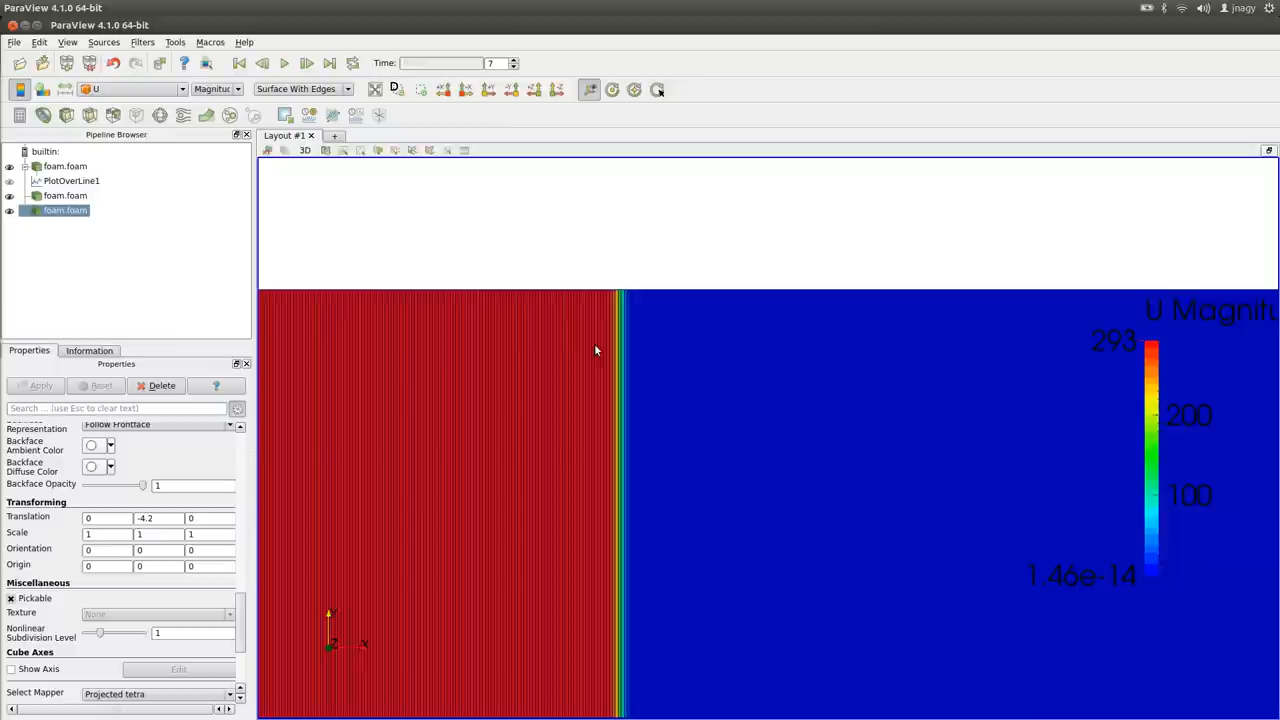 ParaView 4.1.0 64-bit
jnagy
ParaView 4.1.0 64-bit
File Edit View Sources Filters Tools Macros Help
Time: 7
U Magnituc Surface With Edges
Pipeline Browser
Layout #1
builtin:
3D
foam.foam
PlotOverLine1
foam.foam
foam.foam
U Magnitu
293
200
100
1.46e-14
Y
Z X
Properties Information
Properties
Apply Reset Delete ?
Search ... (use Esc to clear text)
Backface
Representation Follow Frontface
Backface
Ambient Color
Backface
Diffuse Color
Backface Opacity 1
Transforming
Translation 0 -4.2 0
Scale 1 1 1
Orientation 0 0 0
Origin 0 0 0
Miscellaneous
Pickable
Texture None
Nonlinear
Subdivision Level 1
Cube Axes
Show Axis Edit
Select Mapper Projected tetra